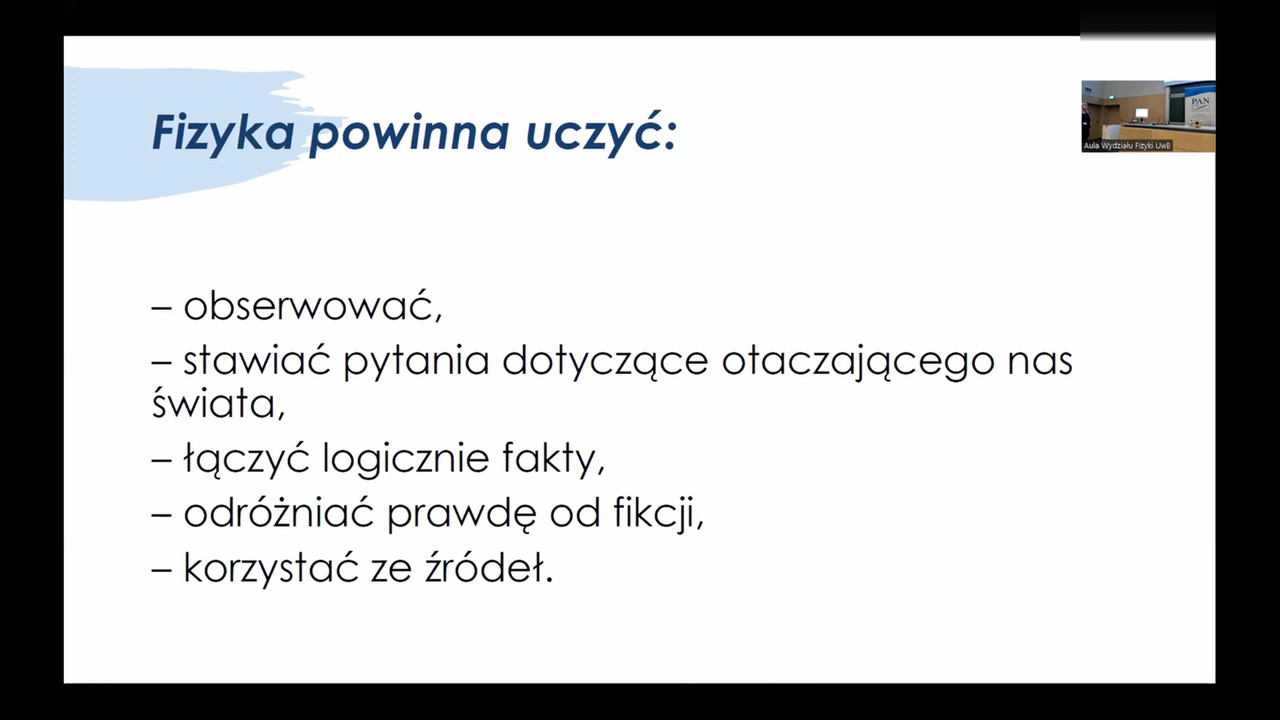 Fizyka powinna uczyć:
PAN
Aula Wydziału Fizyki UwB
– obserwować,
– stawiać pytania dotyczące otaczającego nas
świata,
– łączyć logicznie fakty,
– odróżniać prawdę od fikcji,
– korzystać ze źródeł.